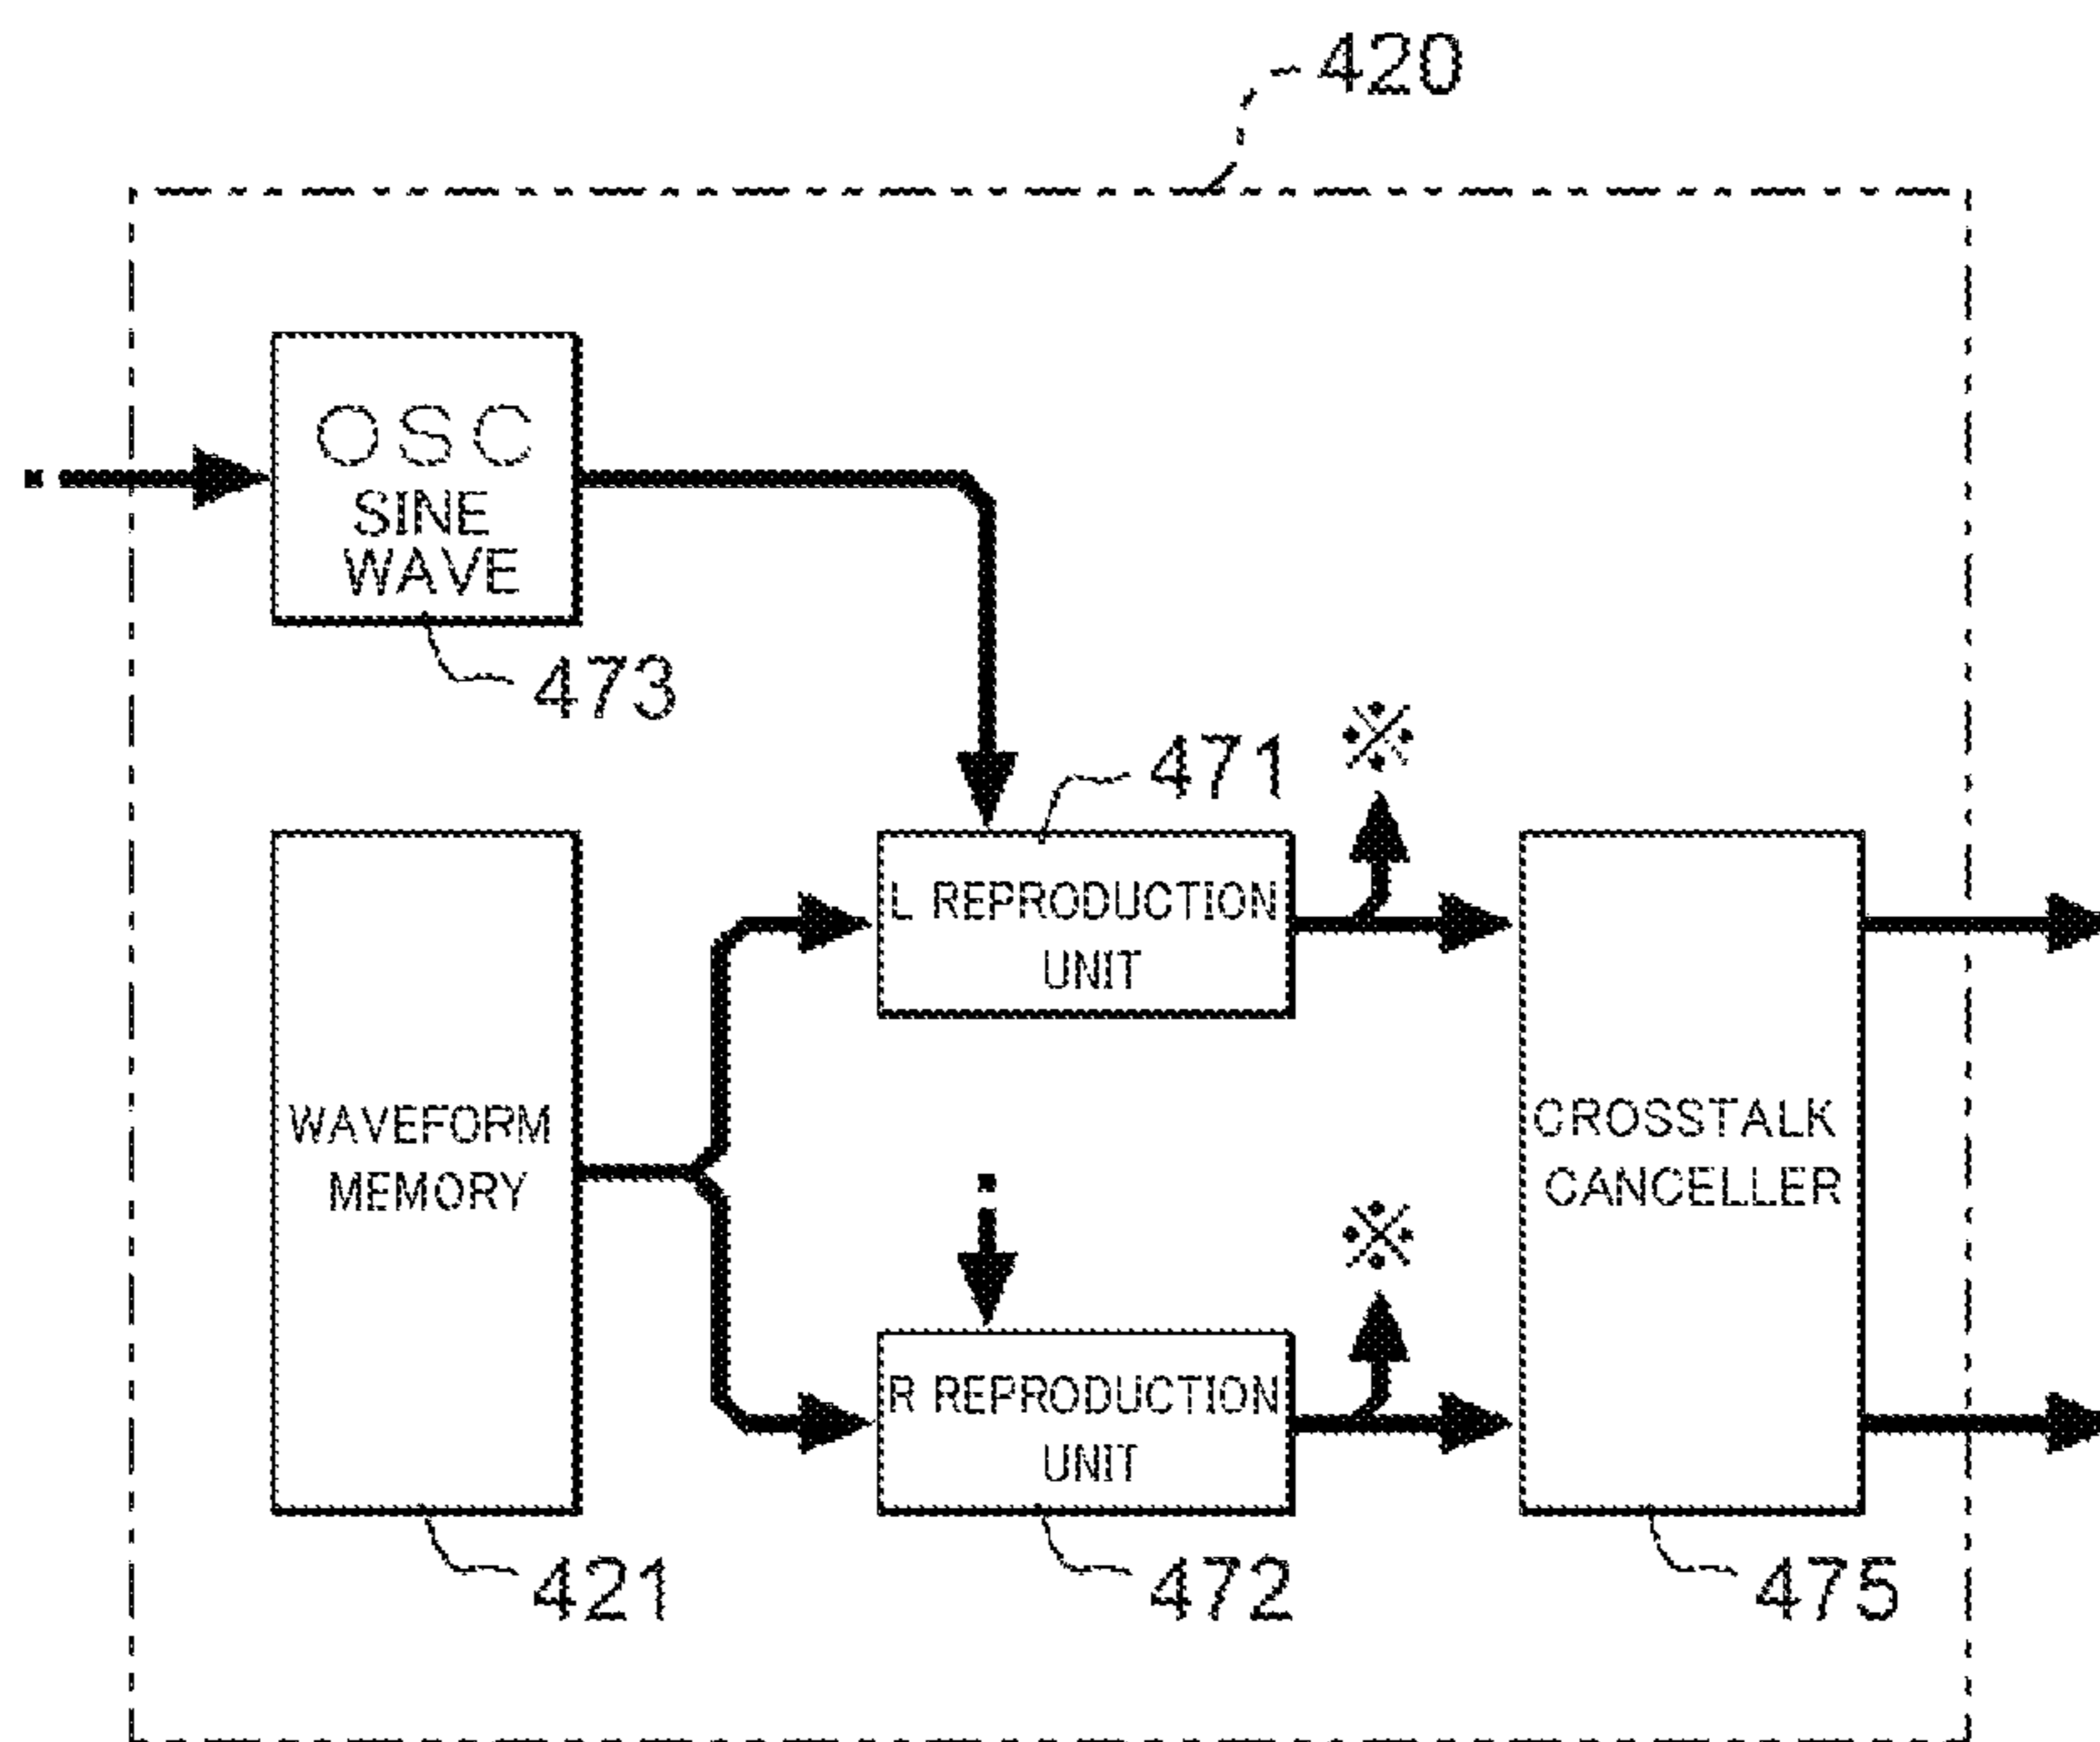 420
OSC
SINE
WAVE
473
471
※
L REPRODUCTION
UNIT
WAVEFORM
MEMORY
CROSSTALK
CANCELLER
※
R REPRODUCTION
UNIT
421
472
475